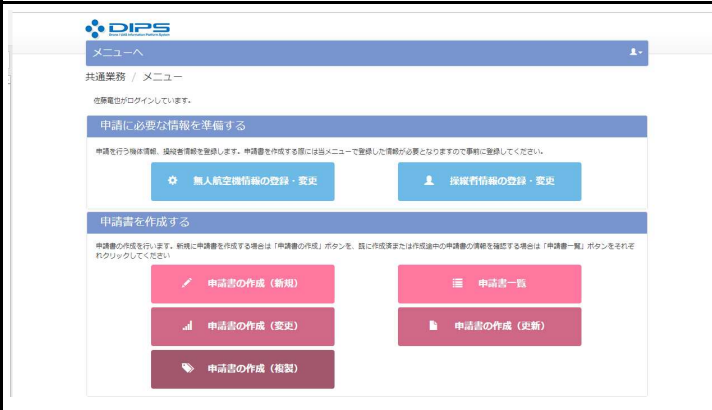 DIPS
メニューへ
共通業務 / メニュー
佐藤竜也がログインしています。
申請に必要な情報を準備する
申請を行う機体情報、操縦者情報を登録します。申請書を作成する際には当メニューで登録した情報が必要となりますので事前に登録してください。
無人航空機情報の登録・変更
操縦者情報の登録・変更
申請書を作成する
申請書の作成を行います。新規に申請書を作成する場合は「申請書の作成」ボタンを、既に作成済または作成途中の申請書の情報を確認する場合は「申請書一覧」ボタンをそれぞ
れクリックしてください
申請書の作成（新規）
申請書一覧
申請書の作成（変更）
申請書の作成（更新）
申請書の作成（複製）